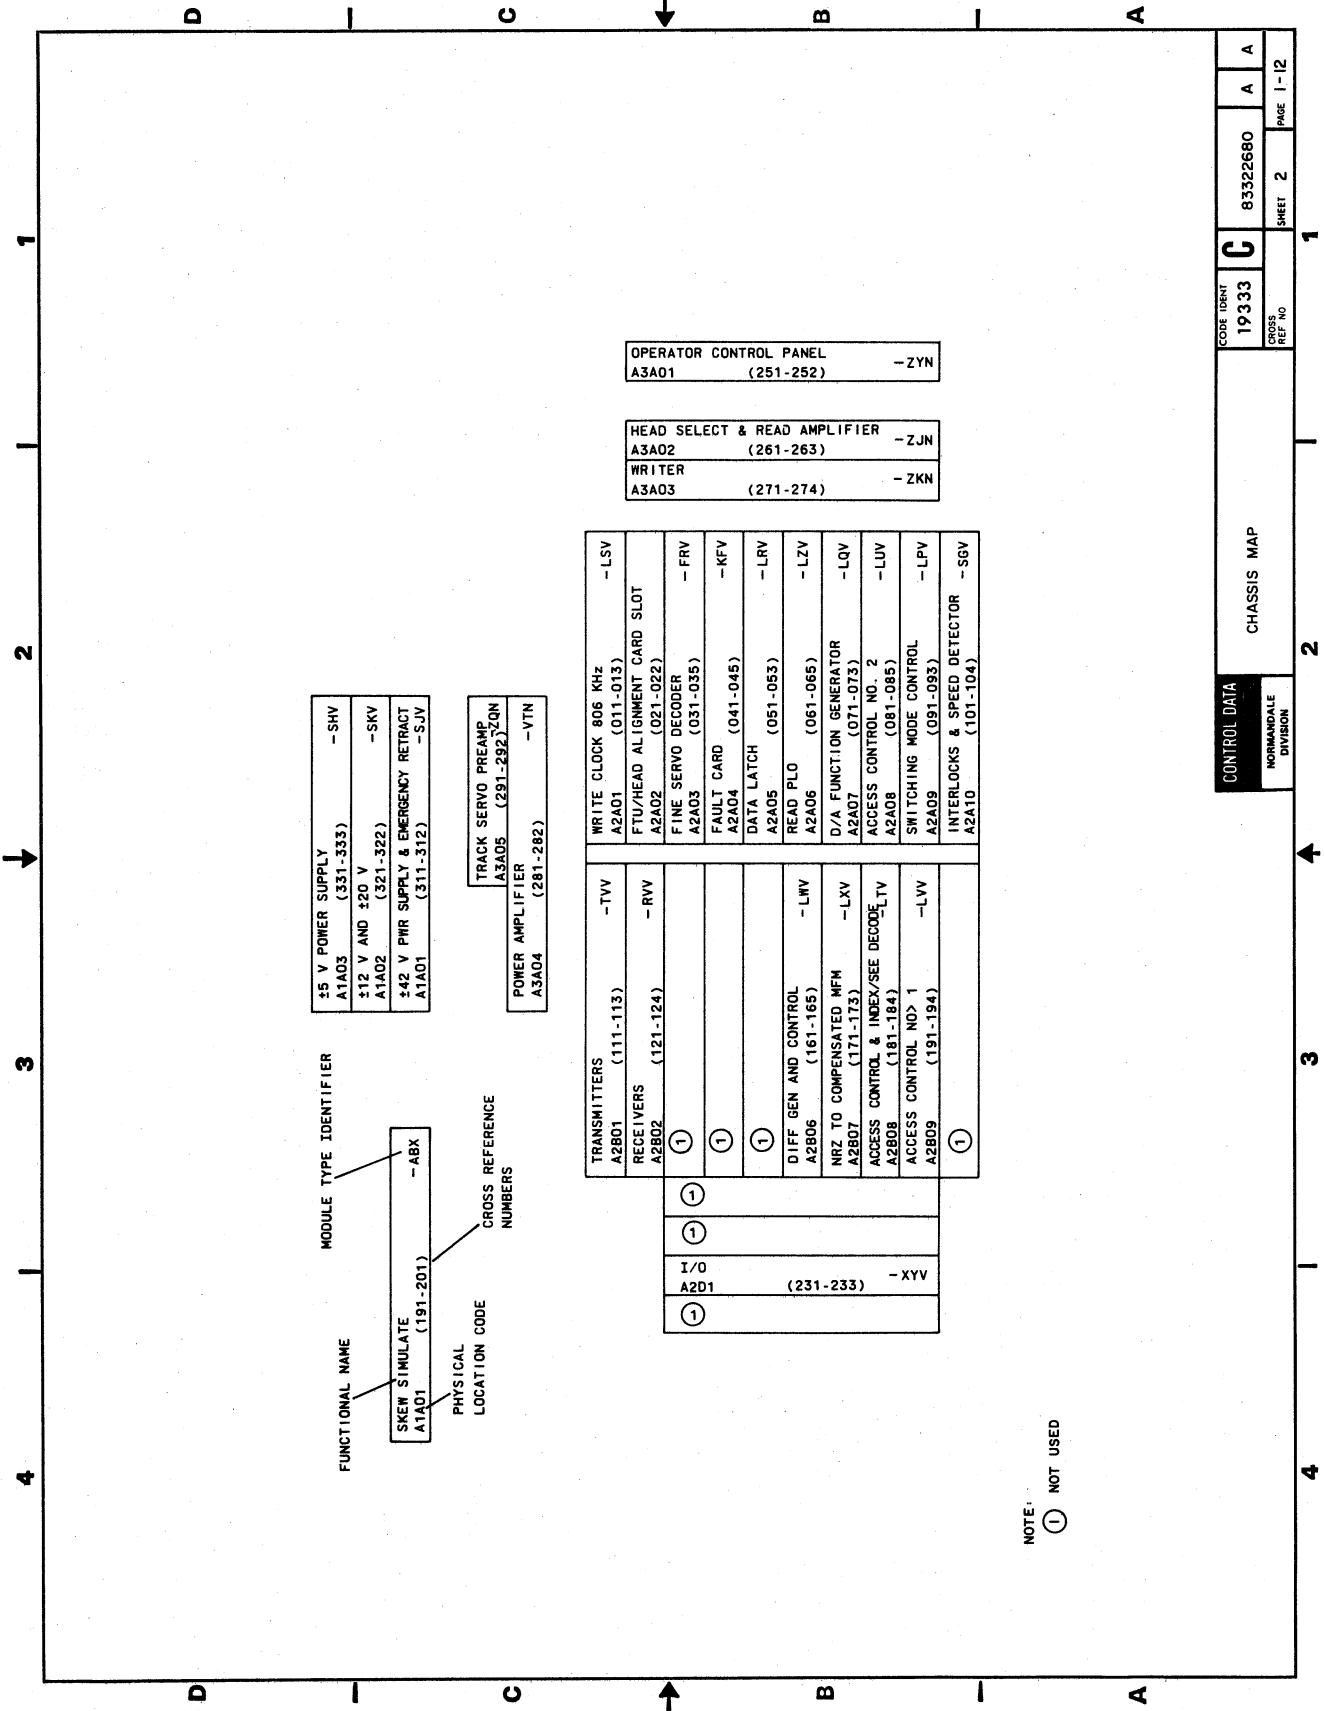 D
C
B
A
4
3
2
1
FUNCTIONAL NAME
MODULE TYPE IDENTIFIER
SKEW SIMULATE
A1A01 (191-201) -ABX
PHYSICAL
LOCATION CODE
CROSS REFERENCE
NUMBERS
±5 V POWER SUPPLY
A1A03 (331-333) -SHV
±12 V AND ±20 V
A1A02 (321-322) -SKV
±42 V PWR SUPPLY & EMERGENCY RETRACT
A1A01 (311-312) -SJV
TRACK SERVO PREAMP
A3A05 (291-292) -ZQN
POWER AMPLIFIER
A3A04 (281-282) -VTN
1
1
I/O
A2D1 (231-233) -XYV
1
TRANSMITTERS
A2B01 (111-113) -TVV
RECEIVERS
A2B02 (121-124) -RVV
1
1
1
DIFF GEN AND CONTROL
A2B06 (161-165) -LWV
NRZ TO COMPENSATED MFM
A2B07 (171-173) -LXV
ACCESS CONTROL & INDEX/SEE DECODE
A2B08 (181-184) -LTV
ACCESS CONTROL NO> 1
A2B09 (191-194) -LVV
1
WRITE CLOCK 806 KHz
A2A01 (011-013) -LSV
FTU/HEAD ALIGNMENT CARD SLOT
A2A02 (021-022)
FINE SERVO DECODER
A2A03 (031-035) -FRV
FAULT CARD
A2A04 (041-045) -KFV
DATA LATCH
A2A05 (051-053) -LRV
READ PLO
A2A06 (061-065) -LZV
D/A FUNCTION GENERATOR
A2A07 (071-073) -LQV
ACCESS CONTROL NO. 2
A2A08 (081-085) -LUV
SWITCHING MODE CONTROL
A2A09 (091-093) -LPV
INTERLOCKS & SPEED DETECTOR
A2A10 (101-104) -SGV
HEAD SELECT & READ AMPLIFIER
A3A02 (261-263) -ZJN
WRITER
A3A03 (271-274) -ZKN
OPERATOR CONTROL PANEL
A3A01 (251-252) -ZYN
NOTE:
1 NOT USED
CONTROL DATA
NORMANDALE
DIVISION
CHASSIS MAP
CODE IDENT
19333
C
83322680
A
A
CROSS
REF NO
SHEET 2
PAGE 1-12
4
3
2
1
D
C
B
A